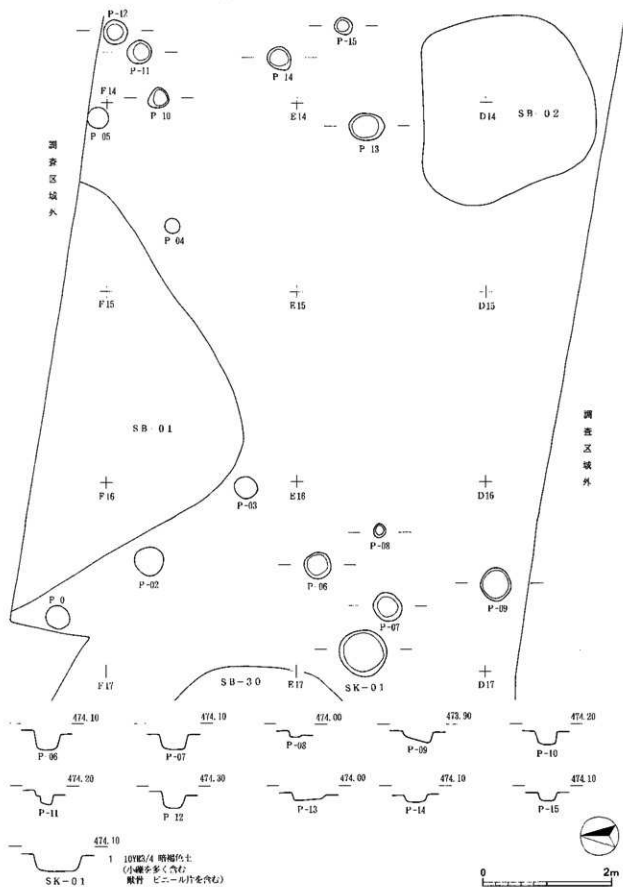 P-12
P-15
P-11
P 14
F14
P 10
E14
D14
SB-02
P 05
P 13
調査区域外
P 04
F15
E15
D15
SB-01
調査区域外
F16
P-03
E16
D16
P-08
P-02
P-06
P-09
P 0
P-07
F17
SB-30
E17
SK-01
D17
474.10
474.10
474.00
473.90
474.20
P-06
P-07
P-08
P-09
P-10
474.20
474.30
474.00
474.10
474.10
P-11
P 12
P-13
P-14
P-15
474.10
1 10YR3/4 暗褐色土
(小礫を多く含む
獣骨 ビニール片を含む)
SK-01
0 2m